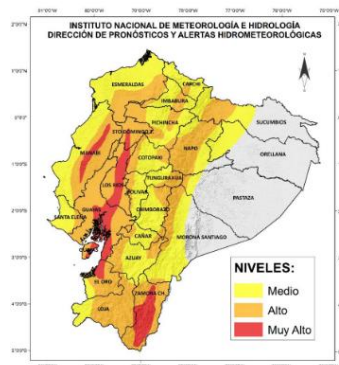 INSTITUTO NACIONAL DE METEOROLOGÍA E HIDROLOGÍA
DIRECCIÓN DE PRONÓSTICOS Y ALERTAS HIDROMETEOROLÓGICAS
ESMERALDAS
CARCHI
IMBABURA
SUCUMBIOS
PICHINCHA
STO DOMINGO
NAPO
ORELLANA
MANABI
COTOPAXI
TUNGURAHUA
LOS RIOS
BOLIVAR
PASTAZA
CHIMBORAZO
GUAYAS
SANTA ELENA
MORONA SANTIAGO
CAÑAR
AZUAY
EL ORO
ZAMORA CH.
LOJA
NIVELES:
Medio
Alto
Muy Alto